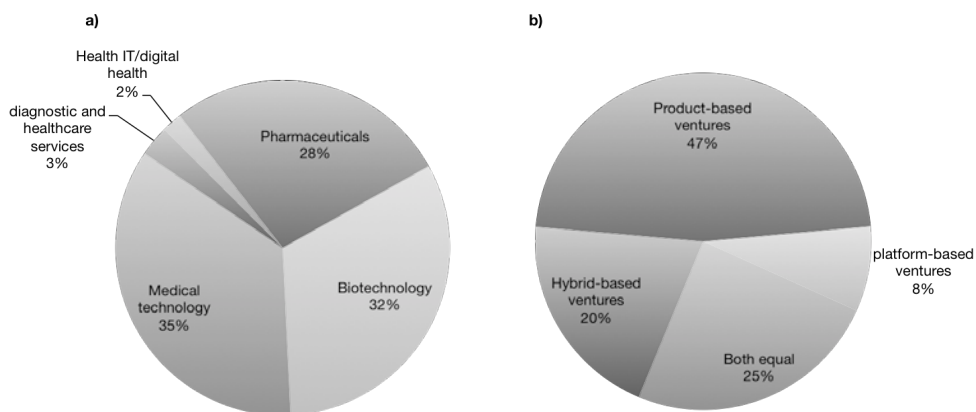 a)
Health IT/digital
health
2%
diagnostic and
healthcare
services
3%
Pharmaceuticals
28%
Biotechnology
32%
Medical
technology
35%
b)
Product-based
ventures
47%
platform-based
ventures
8%
Hybrid-based
ventures
20%
Both equal
25%